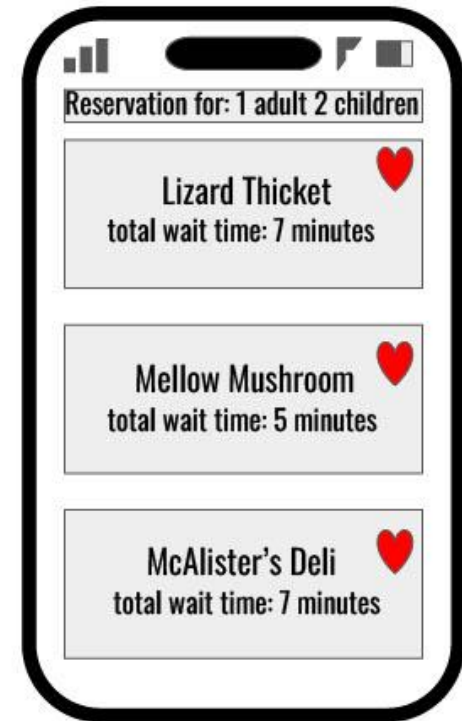 Reservation for: 1 adult 2 children
Lizard Thicket
total wait time: 7 minutes
Mellow Mushroom
total wait time: 5 minutes
McAlister’s Deli
total wait time: 7 minutes